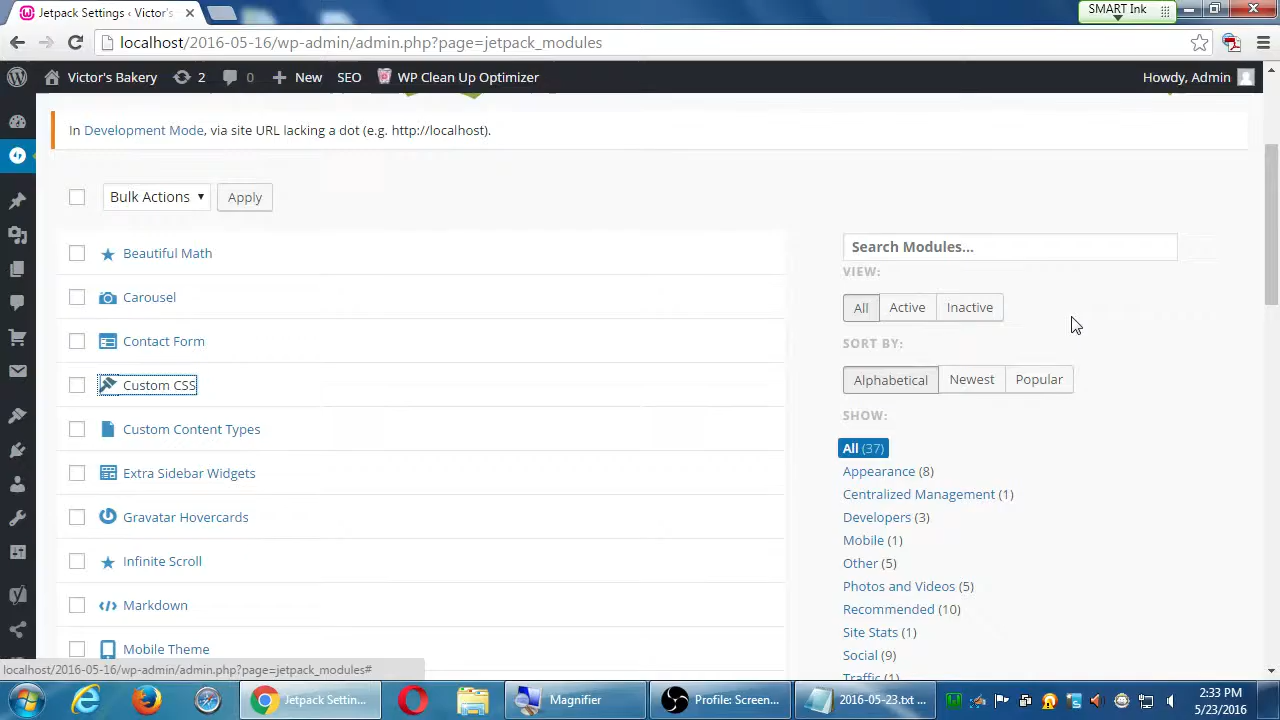 Jetpack Settings ‹ Victor's
SMART Ink
localhost/2016-05-16/wp-admin/admin.php?page=jetpack_modules
Victor's Bakery 2 0 New SEO WP Clean Up Optimizer Howdy, Admin
In Development Mode, via site URL lacking a dot (e.g. http://localhost).
Bulk Actions Apply
Beautiful Math
Carousel
Contact Form
Custom CSS
Custom Content Types
Extra Sidebar Widgets
Gravatar Hovercards
Infinite Scroll
Markdown
Mobile Theme
Search Modules...
VIEW:
All Active Inactive
SORT BY:
Alphabetical Newest Popular
SHOW:
All (37)
Appearance (8)
Centralized Management (1)
Developers (3)
Mobile (1)
Other (5)
Photos and Videos (5)
Recommended (10)
Site Stats (1)
Social (9)
Traffic (1)
localhost/2016-05-16/wp-admin/admin.php?page=jetpack_modules#
Jetpack Settin... Magnifier Profile: Screen... 2016-05-23.txt ...
2:33 PM
5/23/2016